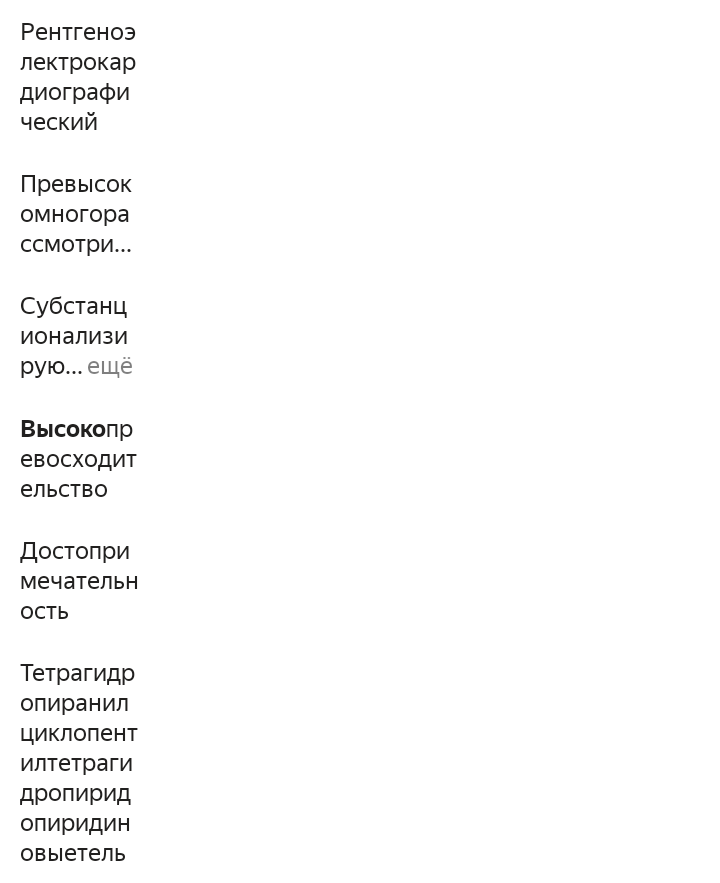 Рентгеноэ
лектрокар
диографи
ческий
Превысок
омногора
ссмотри...
Субстанц
ионализи
рую... ещё
Высокопр
евосходит
ельство
Достопри
мечательн
ость
Тетрагидр
опиранил
циклопент
илтетраги
дропирид
опиридин
овыетель